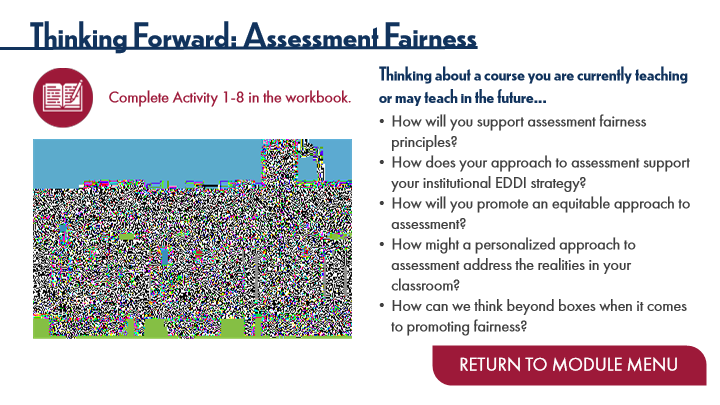 Thinking Forward: Assessment Fairness
Complete Activity 1-8 in the workbook.
Thinking about a course you are currently teaching
or may teach in the future...
• How will you support assessment fairness
principles?
• How does your approach to assessment support
your institutional EDDI strategy?
• How will you promote an equitable approach to
assessment?
• How might a personalized approach to
assessment address the realities in your
classroom?
• How can we think beyond boxes when it comes
to promoting fairness?
RETURN TO MODULE MENU